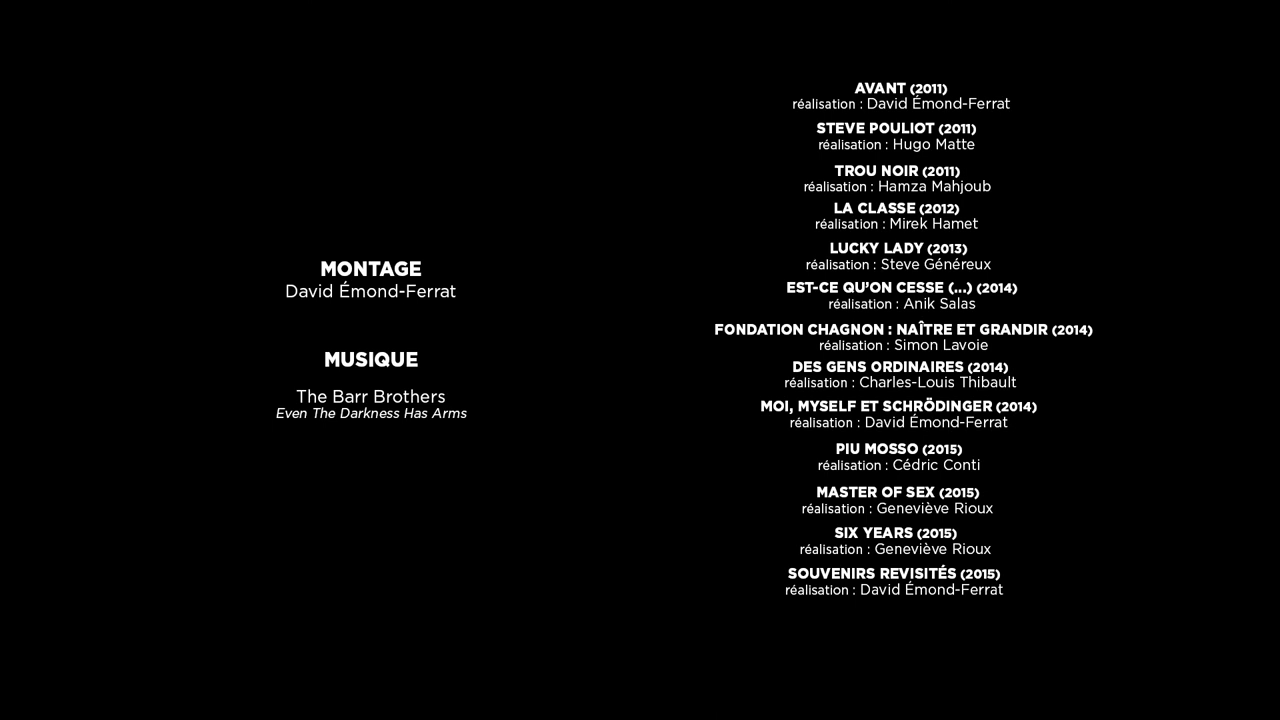 MONTAGE
David Émond-Ferrat
MUSIQUE
The Barr Brothers
Even The Darkness Has Arms
AVANT (2011)
réalisation : David Émond-Ferrat
STEVE POULIOT (2011)
réalisation : Hugo Matte
TROU NOIR (2011)
réalisation : Hamza Mahjoub
LA CLASSE (2012)
réalisation : Mirek Hamet
LUCKY LADY (2013)
réalisation : Steve Généreux
EST-CE QU'ON CESSE (...) (2014)
réalisation : Anik Salas
FONDATION CHAGNON : NAÎTRE ET GRANDIR (2014)
réalisation : Simon Lavoie
DES GENS ORDINAIRES (2014)
réalisation : Charles-Louis Thibault
MOI, MYSELF ET SCHRÖDINGER (2014)
réalisation : David Émond-Ferrat
PIU MOSSO (2015)
réalisation : Cédric Conti
MASTER OF SEX (2015)
réalisation : Geneviève Rioux
SIX YEARS (2015)
réalisation : Geneviève Rioux
SOUVENIRS REVISITÉS (2015)
réalisation : David Émond-Ferrat